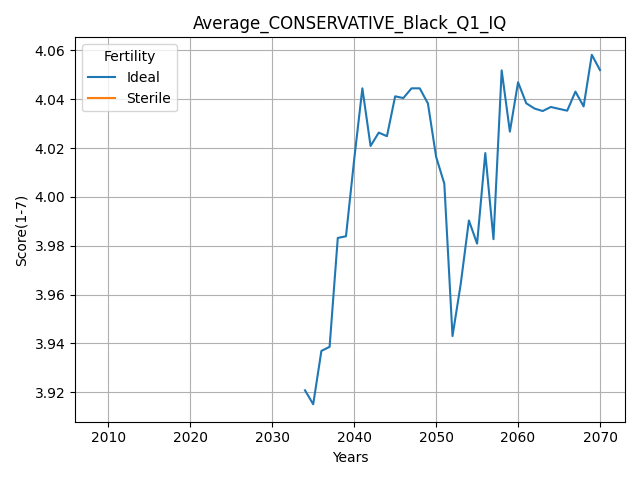 Average_CONSERVATIVE_Black_Q1_IQ
Fertility
Ideal
Sterile
Score(1-7)
4.06
4.04
4.02
4.00
3.98
3.96
3.94
3.92
2010 2020 2030 2040 2050 2060 2070
Years